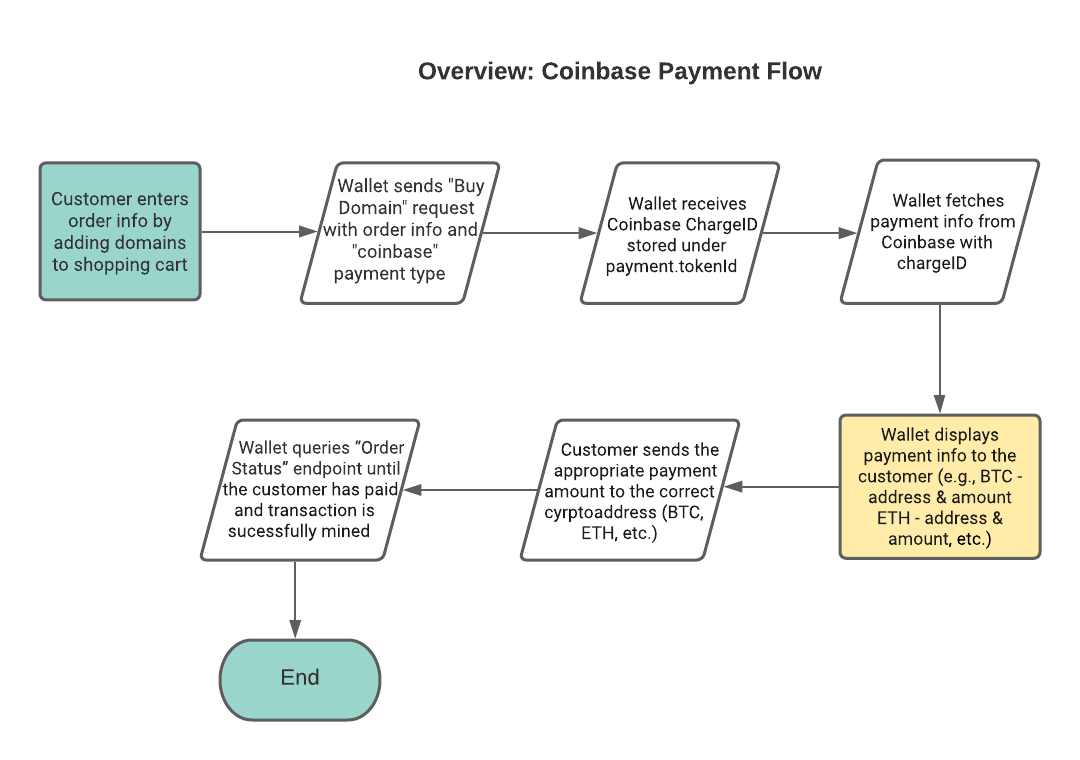 Overview: Coinbase Payment Flow
Customer enters
order info by
adding domains
to shopping cart
Wallet sends "Buy
Domain" request
with order info and
"coinbase"
payment type
Wallet receives
Coinbase ChargeID
stored under
payment.tokenId
Wallet fetches
payment info from
Coinbase with
chargeID
Wallet displays
payment info to the
customer (e.g., BTC -
address & amount
ETH - address &
amount, etc.)
Customer sends the
appropriate payment
amount to the correct
cyrptoaddress (BTC,
ETH, etc.)
Wallet queries “Order
Status” endpoint until
the customer has paid
and transaction is
sucessfully mined
End